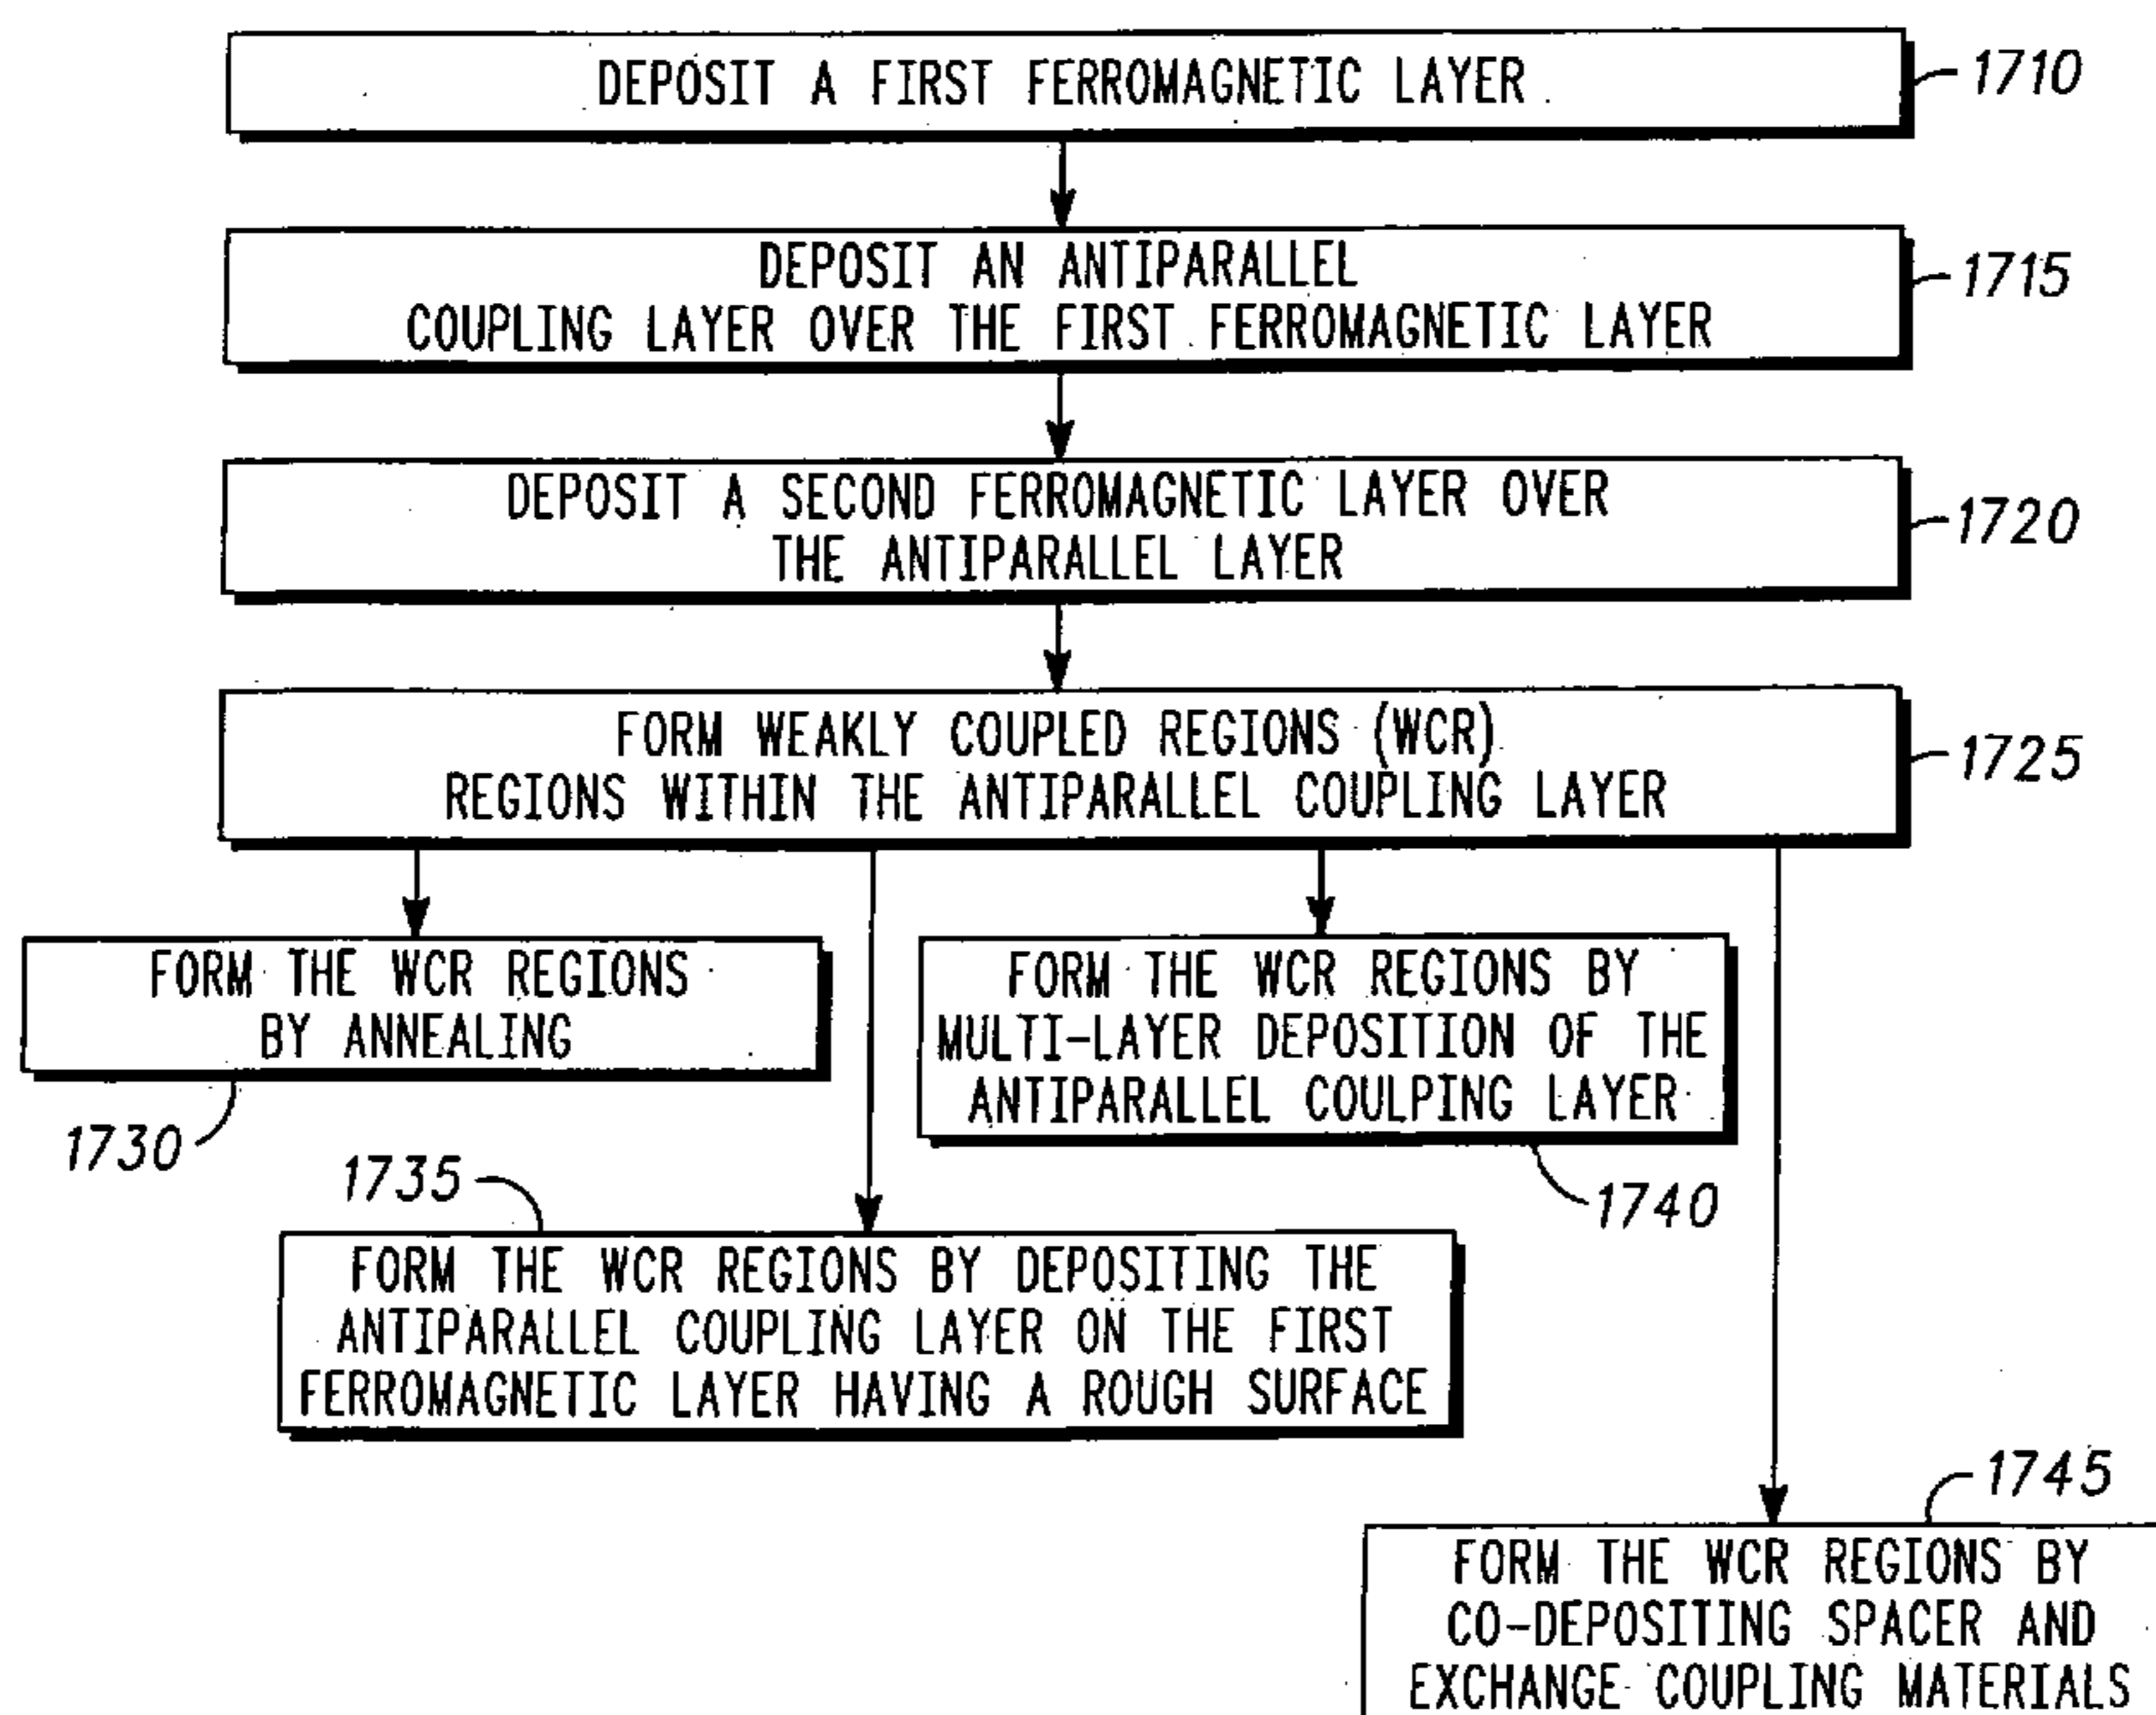 DEPOSIT A FIRST FERROMAGNETIC LAYER
1710
DEPOSIT AN ANTIPARALLEL
COUPLING LAYER OVER THE FIRST FERROMAGNETIC LAYER
1715
DEPOSIT A SECOND FERROMAGNETIC LAYER OVER
THE ANTIPARALLEL LAYER
1720
FORM WEAKLY COUPLED REGIONS (WCR)
REGIONS WITHIN THE ANTIPARALLEL COUPLING LAYER
1725
FORM THE WCR REGIONS
BY ANNEALING
1730
FORM THE WCR REGIONS BY
MULTI-LAYER DEPOSITION OF THE
ANTIPARALLEL COULPING LAYER
1740
1735
FORM THE WCR REGIONS BY DEPOSITING THE
ANTIPARALLEL COUPLING LAYER ON THE FIRST
FERROMAGNETIC LAYER HAVING A ROUGH SURFACE
1745
FORM THE WCR REGIONS BY
CO-DEPOSITING SPACER AND
EXCHANGE COUPLING MATERIALS